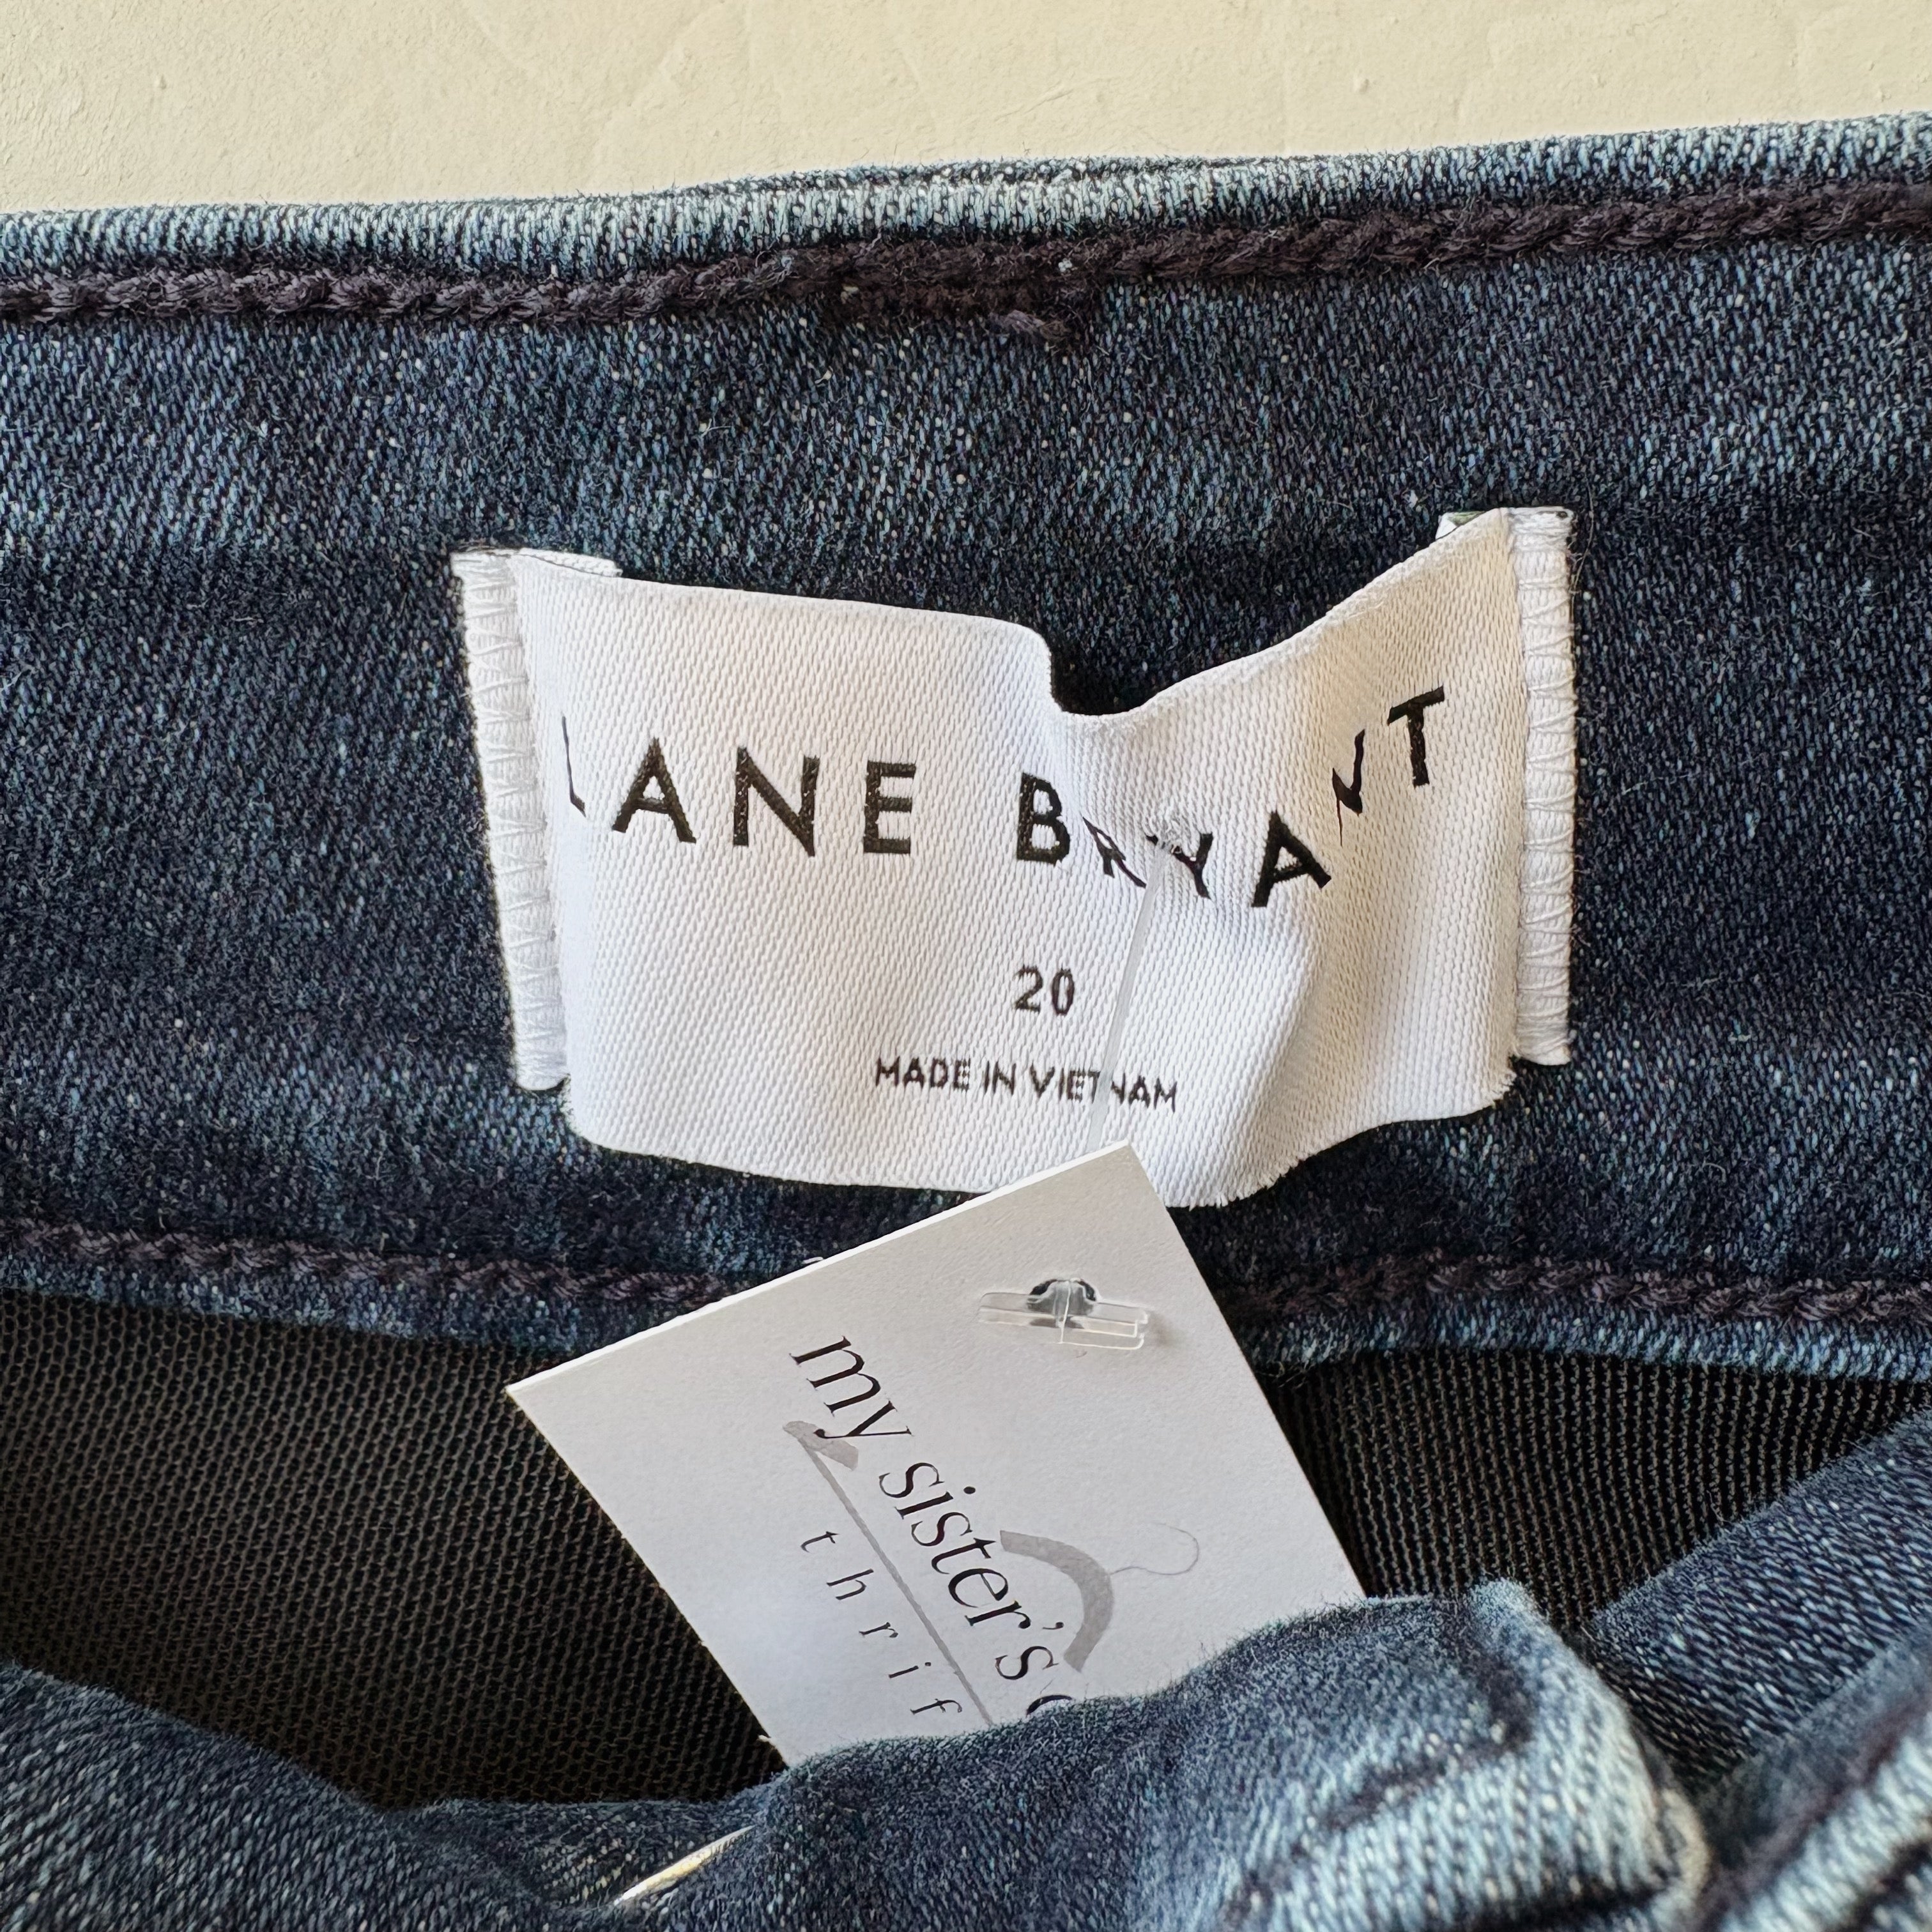 LANE BRYANT
20
MADE IN VIETNAM
my sister's
thrif